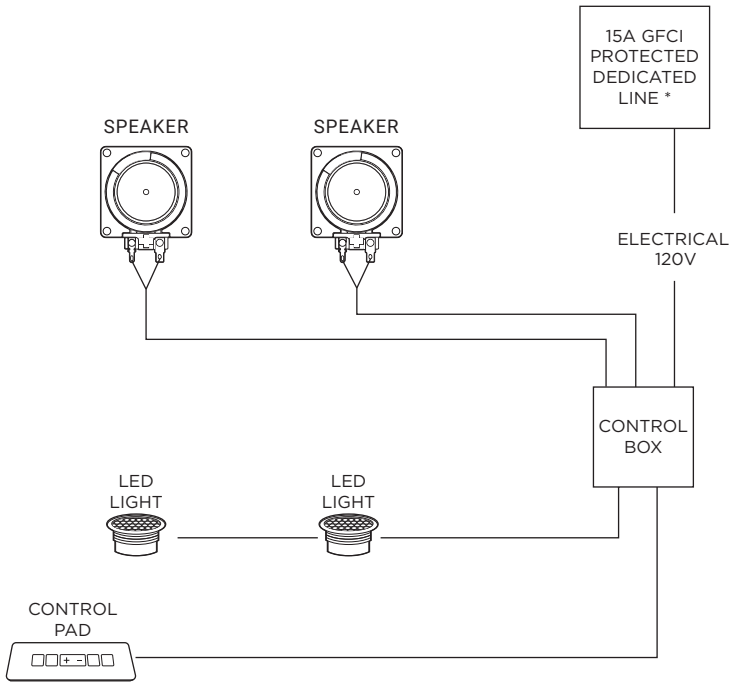 15A GFCI
PROTECTED
DEDICATED
LINE *
SPEAKER
SPEAKER
ELECTRICAL
120V
CONTROL
BOX
LED
LIGHT
LED
LIGHT
CONTROL
PAD
+ -